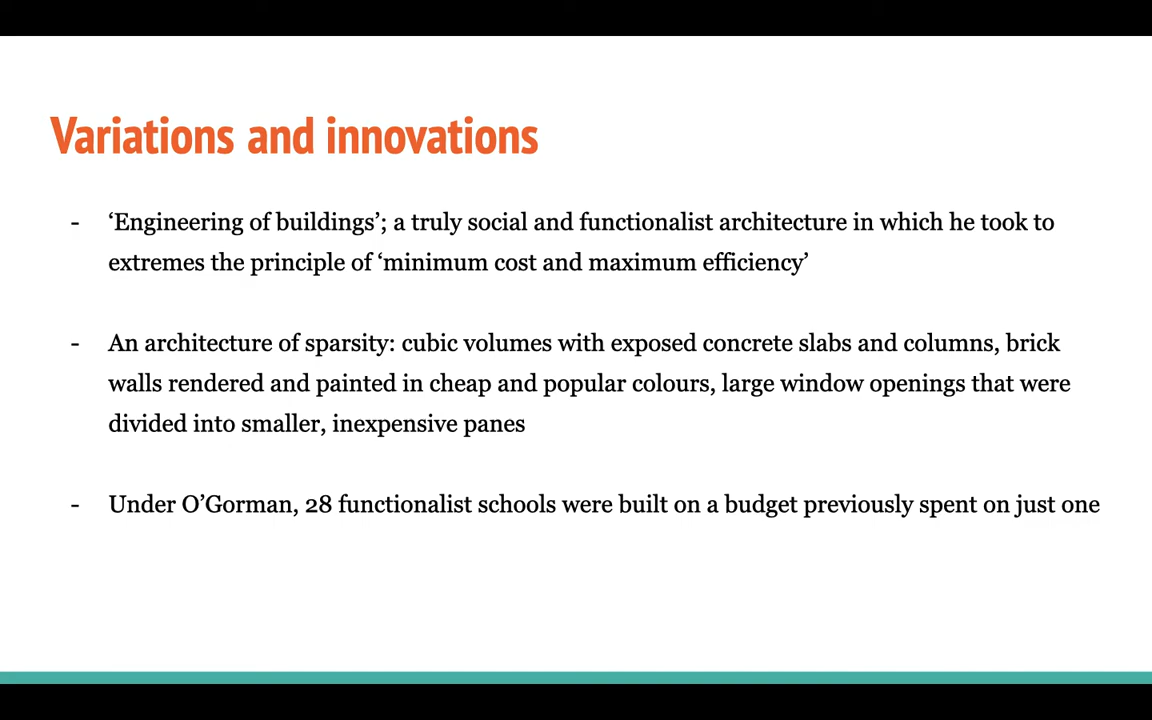 Variations and innovations
- ‘Engineering of buildings’; a truly social and functionalist architecture in which he took to
extremes the principle of ‘minimum cost and maximum efficiency’
- An architecture of sparsity: cubic volumes with exposed concrete slabs and columns, brick
walls rendered and painted in cheap and popular colours, large window openings that were
divided into smaller, inexpensive panes
- Under O’Gorman, 28 functionalist schools were built on a budget previously spent on just one